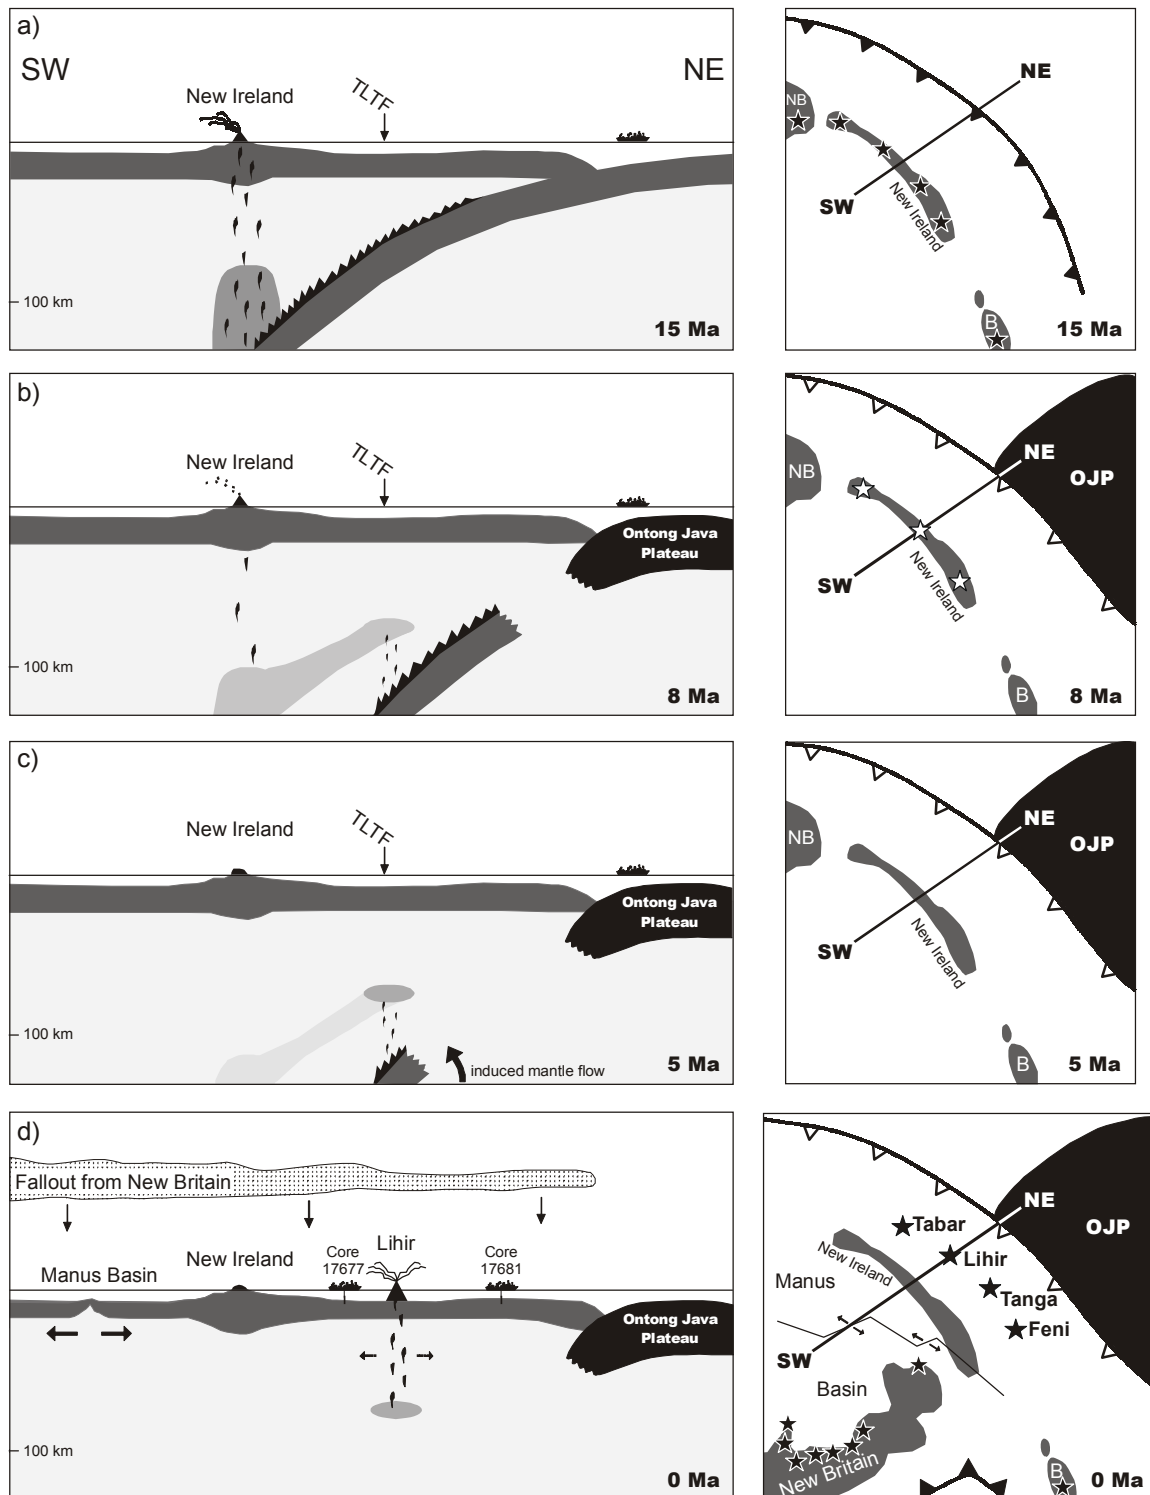 a)
SW
NE
New Ireland
TLTF
100 km
15 Ma
NB
NE
SW
New Ireland
B
15 Ma
b)
New Ireland
TLTF
Ontong Java
Plateau
100 km
8 Ma
NB
NE
OJP
SW
New Ireland
B
8 Ma
c)
New Ireland
TLTF
Ontong Java
Plateau
100 km
induced mantle flow
5 Ma
NB
NE
OJP
SW
New Ireland
B
5 Ma
d)
Fallout from New Britain
Manus Basin
New Ireland
Core
17677
Lihir
Core
17681
Ontong Java
Plateau
100 km
0 Ma
NE
OJP
Tabar
New Ireland
Lihir
Manus
Tanga
Feni
SW
Basin
New Britain
B
0 Ma